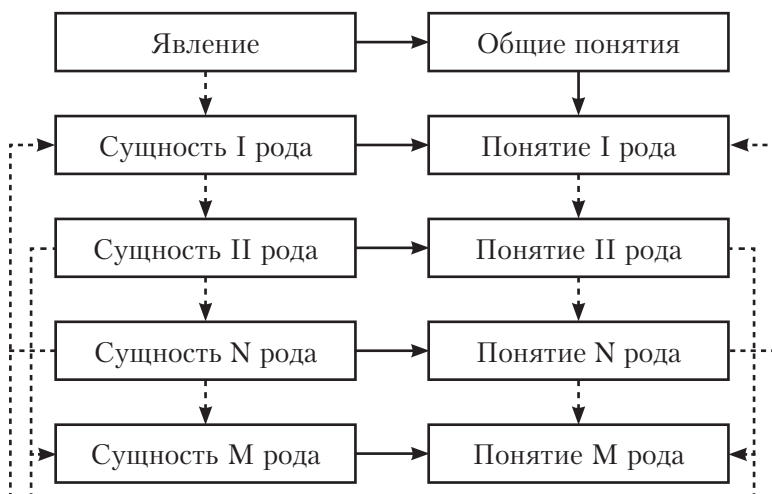 Явление
Общие понятия
Сущность I рода
Понятие I рода
Сущность II рода
Понятие II рода
Сущность N рода
Понятие N рода
Сущность M рода
Понятие M рода